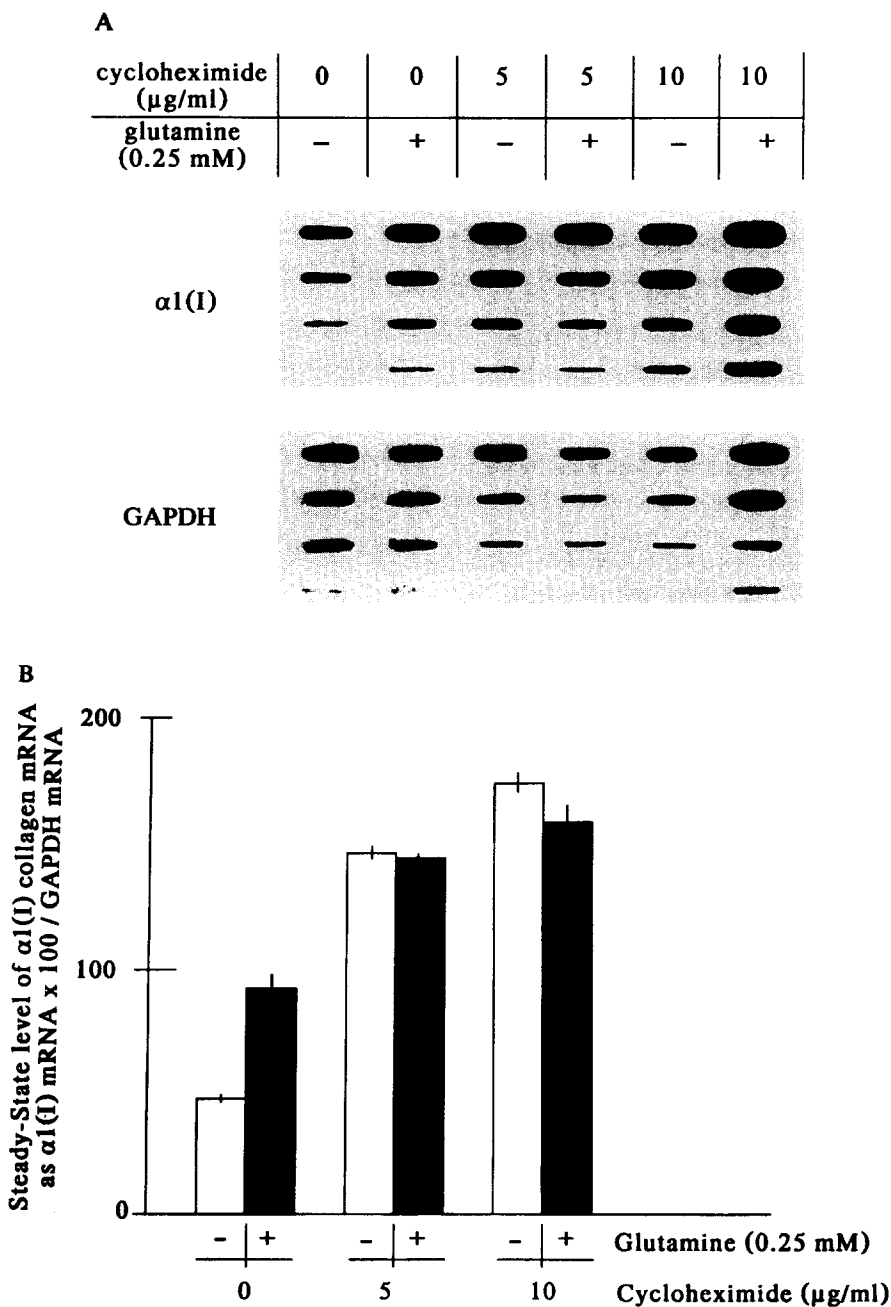 A
cycloheximide 0 0 5 5 10 10
(µg/ml)
glutamine - + - + - +
(0.25 mM)
α1(I)
GAPDH
B
Steady-State level of α1(I) collagen mRNA
as α1(I) mRNA x 100 / GAPDH mRNA
200
100
0
- + - + - + Glutamine (0.25 mM)
0 5 10 Cycloheximide (µg/ml)